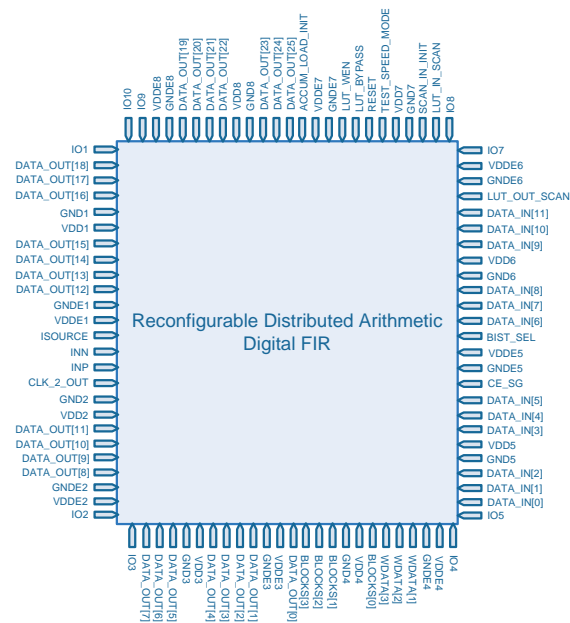 IO10
IO9
VDDE8
GNDE8
DATA_OUT[19]
DATA_OUT[20]
DATA_OUT[21]
DATA_OUT[22]
VDD8
GND8
DATA_OUT[23]
DATA_OUT[24]
DATA_OUT[25]
ACCUM_LOAD_INIT
VDDE7
GNDE7
LUT_WEN
LUT_BYPASS
RESET
TEST_SPEED_MODE
VDD7
GND7
SCAN_IN_INIT
LUT_IN_SCAN
IO8
IO1
DATA_OUT[18]
DATA_OUT[17]
DATA_OUT[16]
GND1
VDD1
DATA_OUT[15]
DATA_OUT[14]
DATA_OUT[13]
DATA_OUT[12]
GNDE1
VDDE1
ISOURCE
INN
INP
CLK_2_OUT
GND2
VDD2
DATA_OUT[11]
DATA_OUT[10]
DATA_OUT[9]
DATA_OUT[8]
GNDE2
VDDE2
IO2
Reconfigurable Distributed Arithmetic
Digital FIR
IO7
VDDE6
GNDE6
LUT_OUT_SCAN
DATA_IN[11]
DATA_IN[10]
DATA_IN[9]
VDD6
GND6
DATA_IN[8]
DATA_IN[7]
DATA_IN[6]
BIST_SEL
VDDE5
GNDE5
CE_SG
DATA_IN[5]
DATA_IN[4]
DATA_IN[3]
VDD5
GND5
DATA_IN[2]
DATA_IN[1]
DATA_IN[0]
IO5
IO3
DATA_OUT[7]
DATA_OUT[6]
DATA_OUT[5]
GND3
VDD3
DATA_OUT[4]
DATA_OUT[3]
DATA_OUT[2]
DATA_OUT[1]
GNDE3
VDDE3
DATA_OUT[0]
BLOCKS[3]
BLOCKS[2]
BLOCKS[1]
GND4
VDD4
BLOCKS[0]
WDATA[3]
WDATA[2]
WDATA[1]
GNDE4
VDDE4
IO4